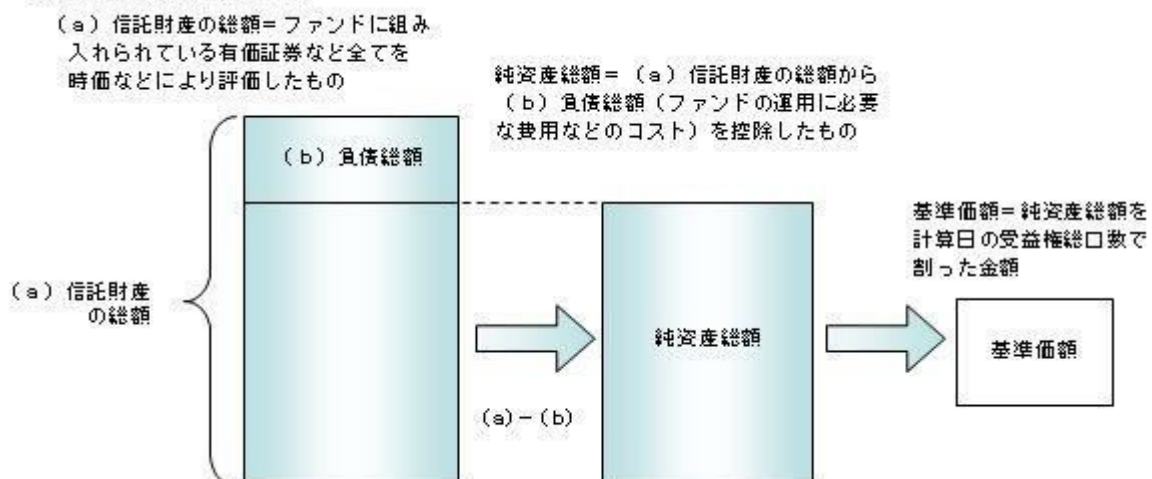 (a)信託財産の総額=ファンドに組み
入れられている有価証券など全てを
時価などにより評価したもの
純資産総額=(a)信託財産の総額から
(b)負債総額(ファンドの運用に必要
な費用などのコスト)を控除したもの
(b)負債総額
基準価額=純資産総額を
計算日の受益権総口数で
割った金額
(a)信託財産
の総額
純資産総額
基準価額
(a)-(b)